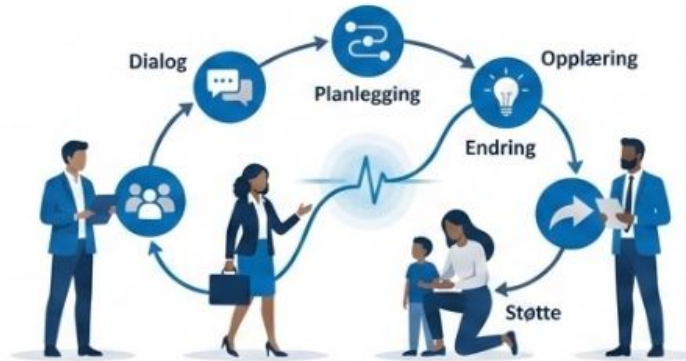 Dialog
Planlegging
Opplæring
Endring
Støtte